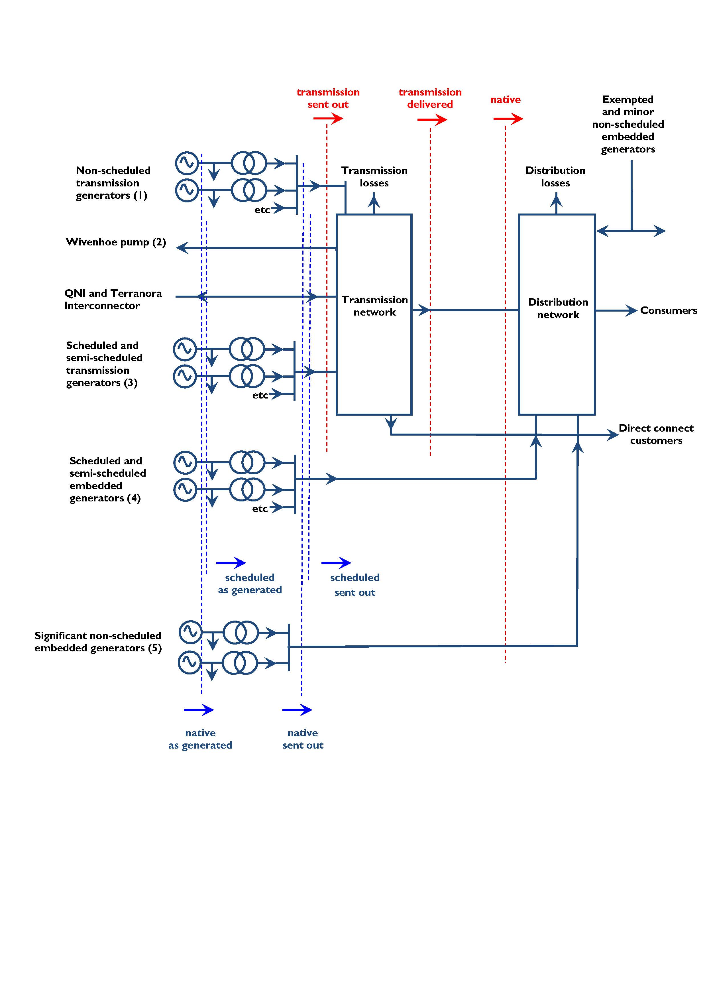 transmission
sent out
transmission
delivered
native
Exempted
and minor
non-scheduled
embedded
generators
Non-scheduled
transmission
generators (1)
etc
Transmission
losses
Distribution
losses
Wivenhoe pump (2)
QNI and Terranora
Interconnector
Transmission
network
Distribution
network
Consumers
Scheduled and
semi-scheduled
transmission
generators (3)
etc
Direct connect
customers
Scheduled and
semi-scheduled
embedded
generators (4)
etc
scheduled
as generated
scheduled
sent out
Significant non-scheduled
embedded generators (5)
native
as generated
native
sent out